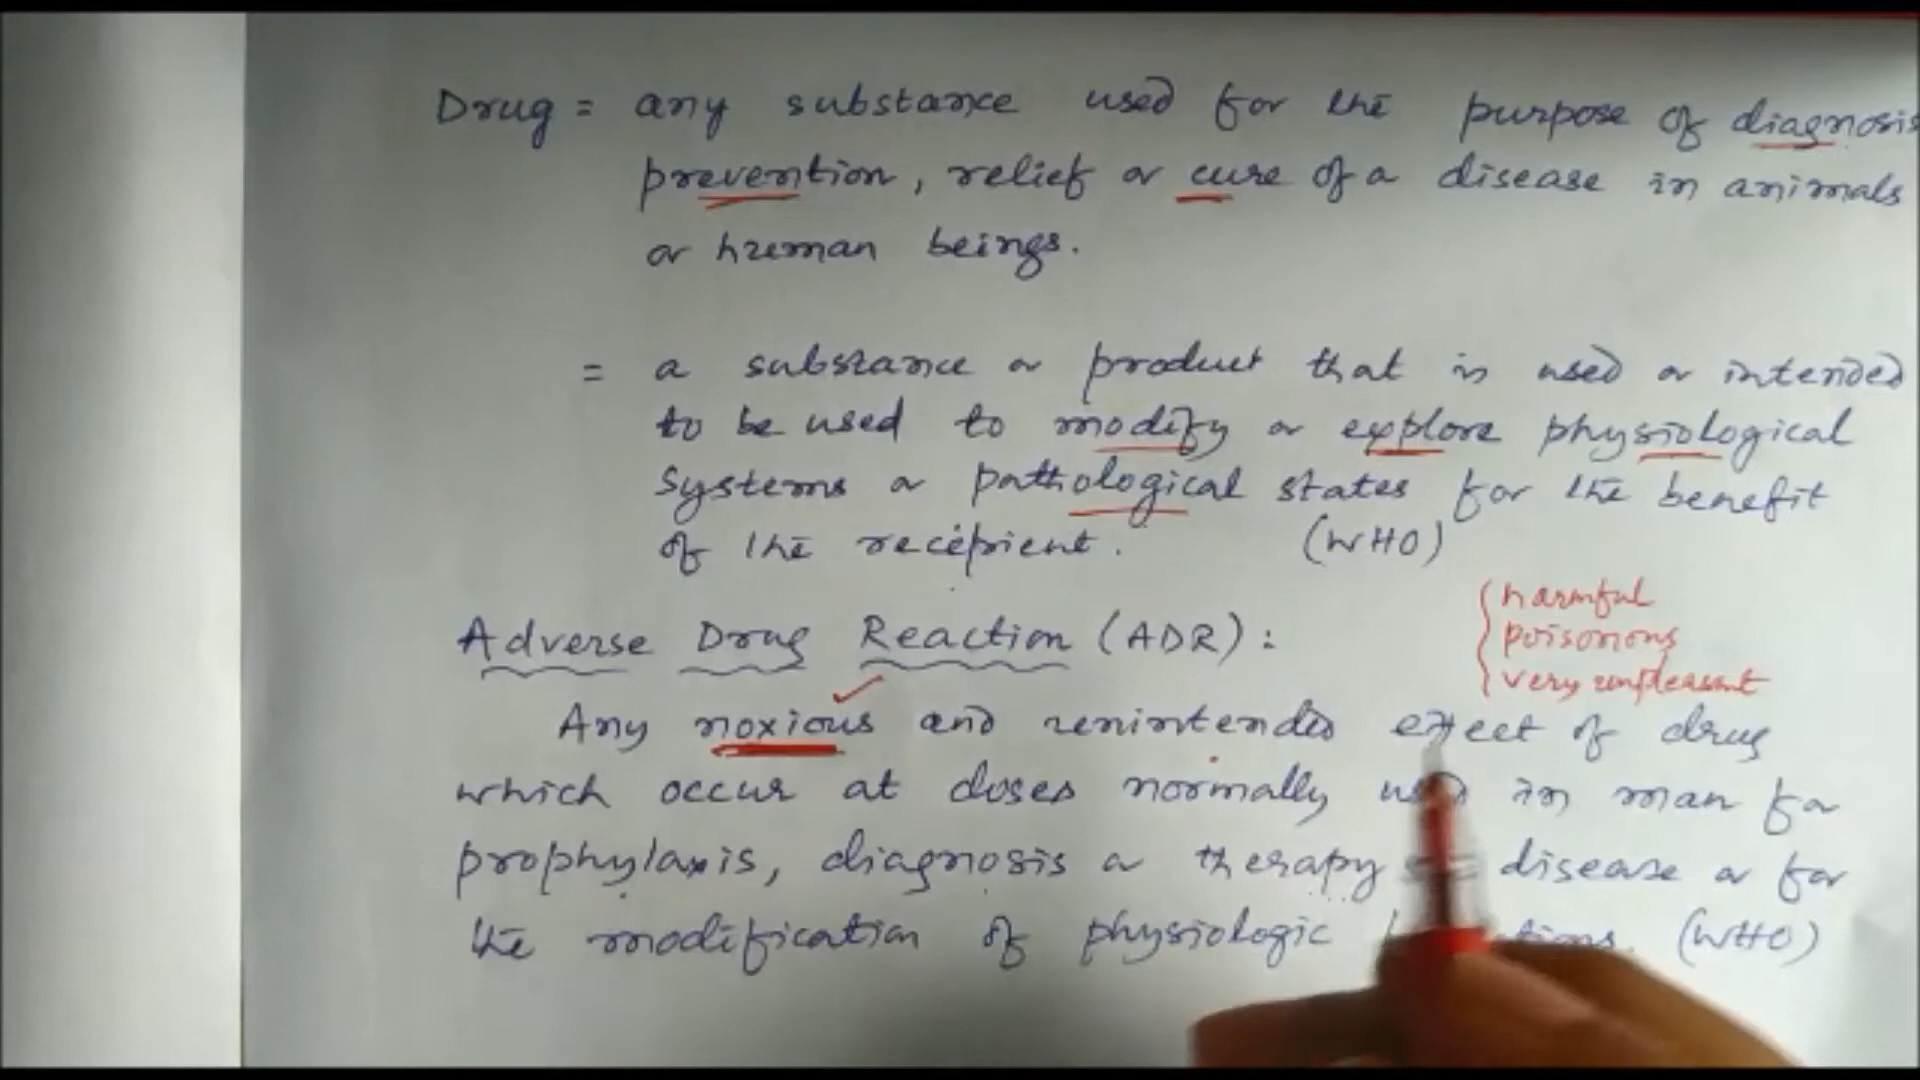 Drug = any substance used for the purpose of diagnosis
prevention, relief or cure of a disease in animals
or human beings.
= a substance or product that is used or intended
to be used to modify or explore physiological
systems or pathological states for the benefit
of the recipient. (WHO)
Adverse Drug Reaction (ADR):
harmful
poisonous
very unpleasant
Any noxious and unintended effect of drug
which occur at doses normally used in man for
prophylaxis, diagnosis or therapy disease or for
the modification of physiologic (WHO)